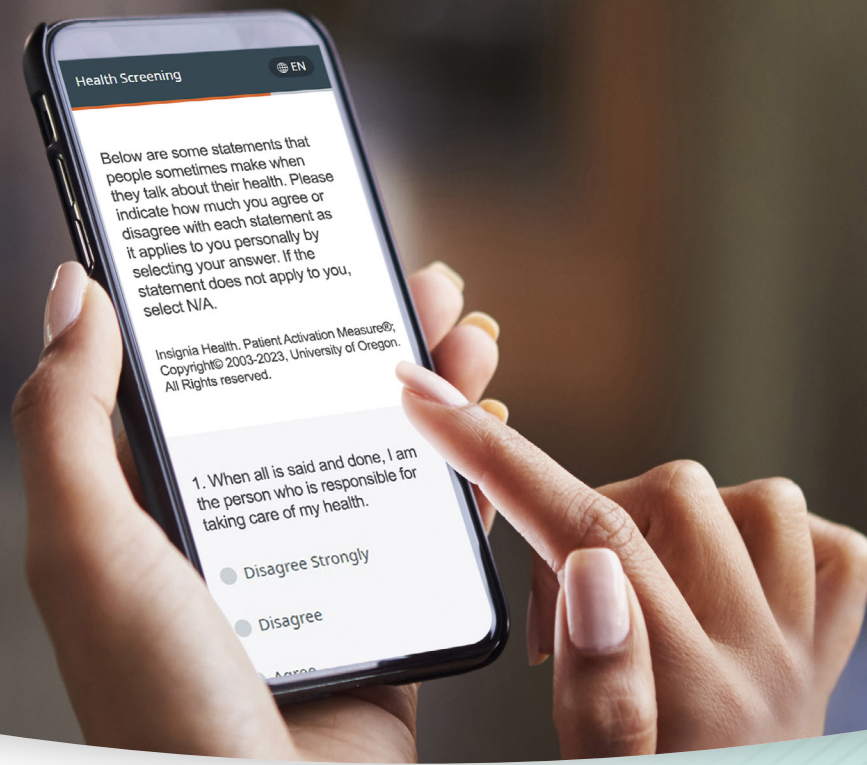 Health Screening
EN
Below are some statements that
people sometimes make when
they talk about their health. Please
indicate how much you agree or
disagree with each statement as
it applies to you personally by
selecting your answer. If the
statement does not apply to you,
select N/A.
Insignia Health. Patient Activation Measure®;
Copyright© 2003-2023, University of Oregon.
All Rights reserved.
1. When all is said and done, I am
the person who is responsible for
taking care of my health.
Disagree Strongly
Disagree
Agree